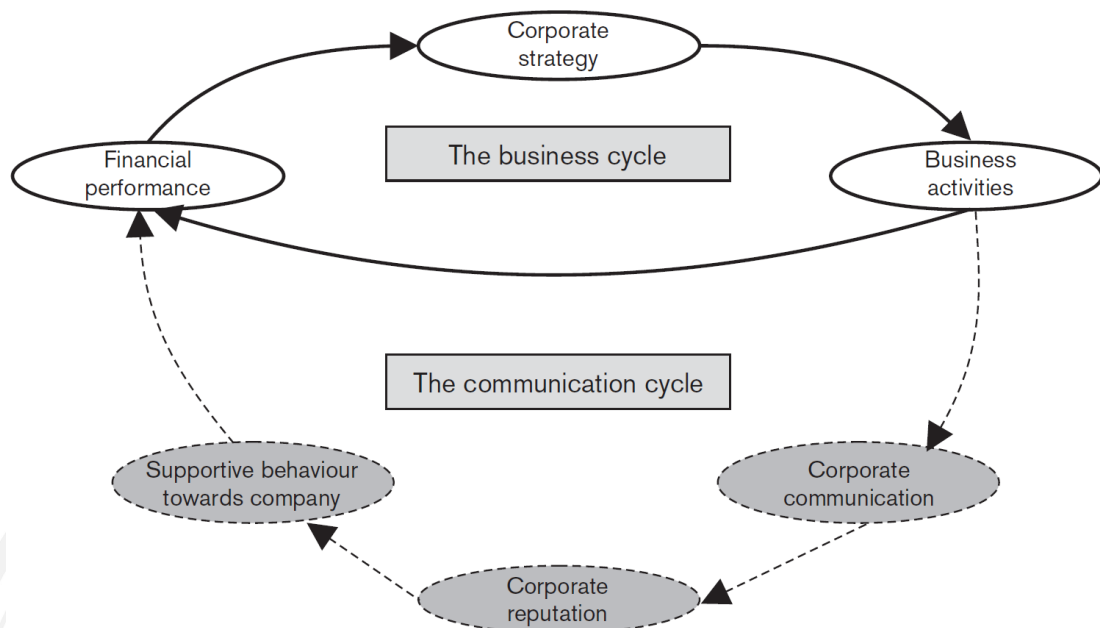 Corporate
strategy
The business cycle
Financial
performance
Business
activities
The communication cycle
Supportive behaviour
towards company
Corporate
communication
Corporate
reputation